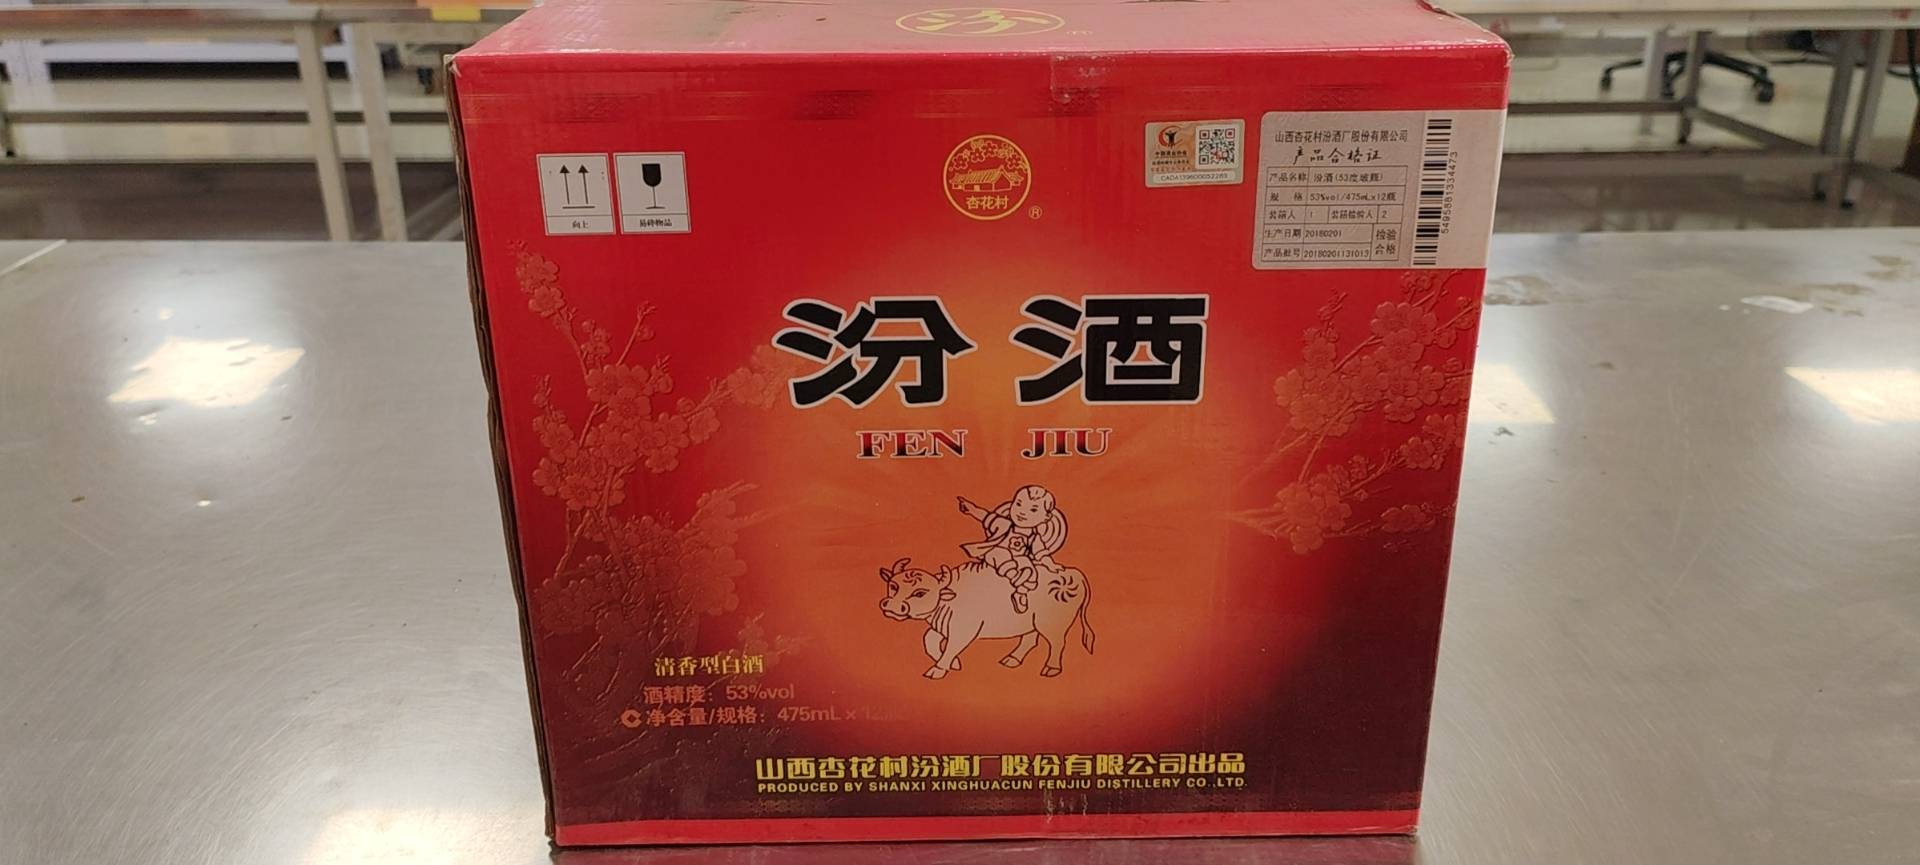 汾
向上
易碎物品
杏花村
®
CADA139600052269
山西杏花村汾酒厂股份有限公司
产品合格证
产品名称 汾酒(53度玻瓶)
规 格 53%vol/475mL×12瓶
装箱人 1 装箱检验人 2
生产日期 20180201 检验
产品批号 20180201131013 合格
汾酒
FEN JIU
清香型白酒
酒精度：53%vol
净含量/规格：475mL×12瓶
山西杏花村汾酒厂股份有限公司出品
PRODUCED BY SHANXI XINGHUACUN FENJIU DISTILLERY CO.,LTD.